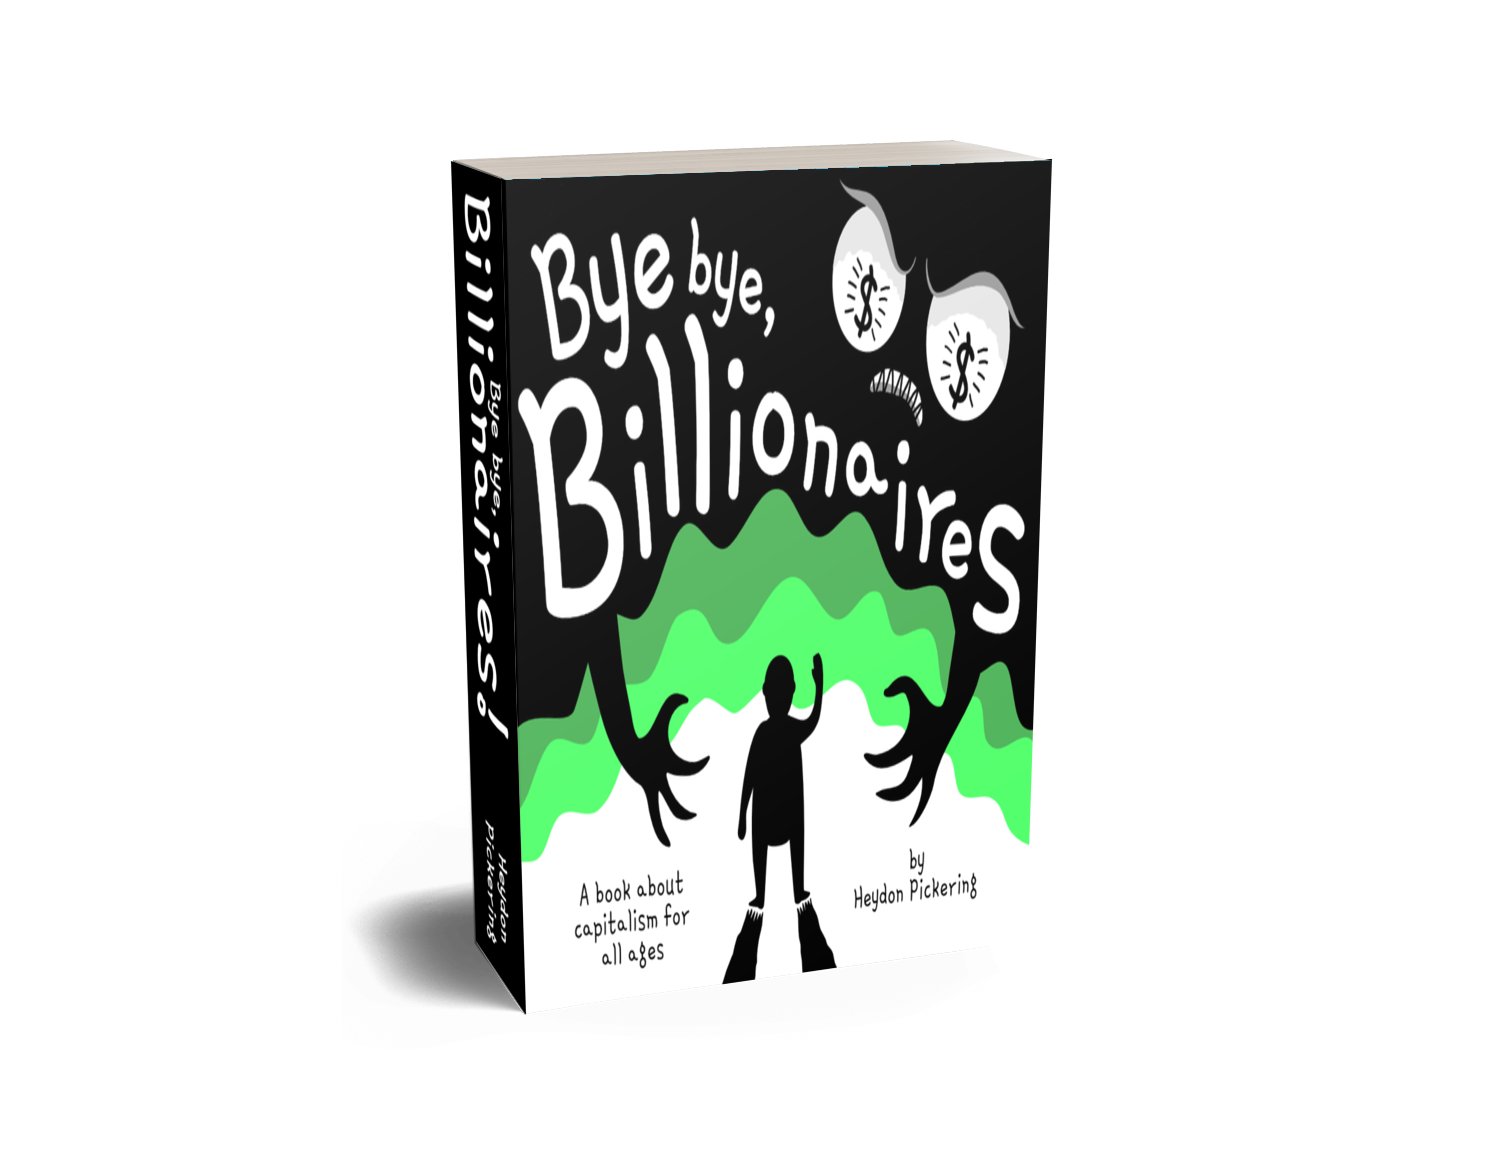 Bye bye,
Billionaires
A book about
capitalism for
all ages
by
Heydon Pickering
Bye bye,
Billionaires!
Heydon
Pickering
$
$